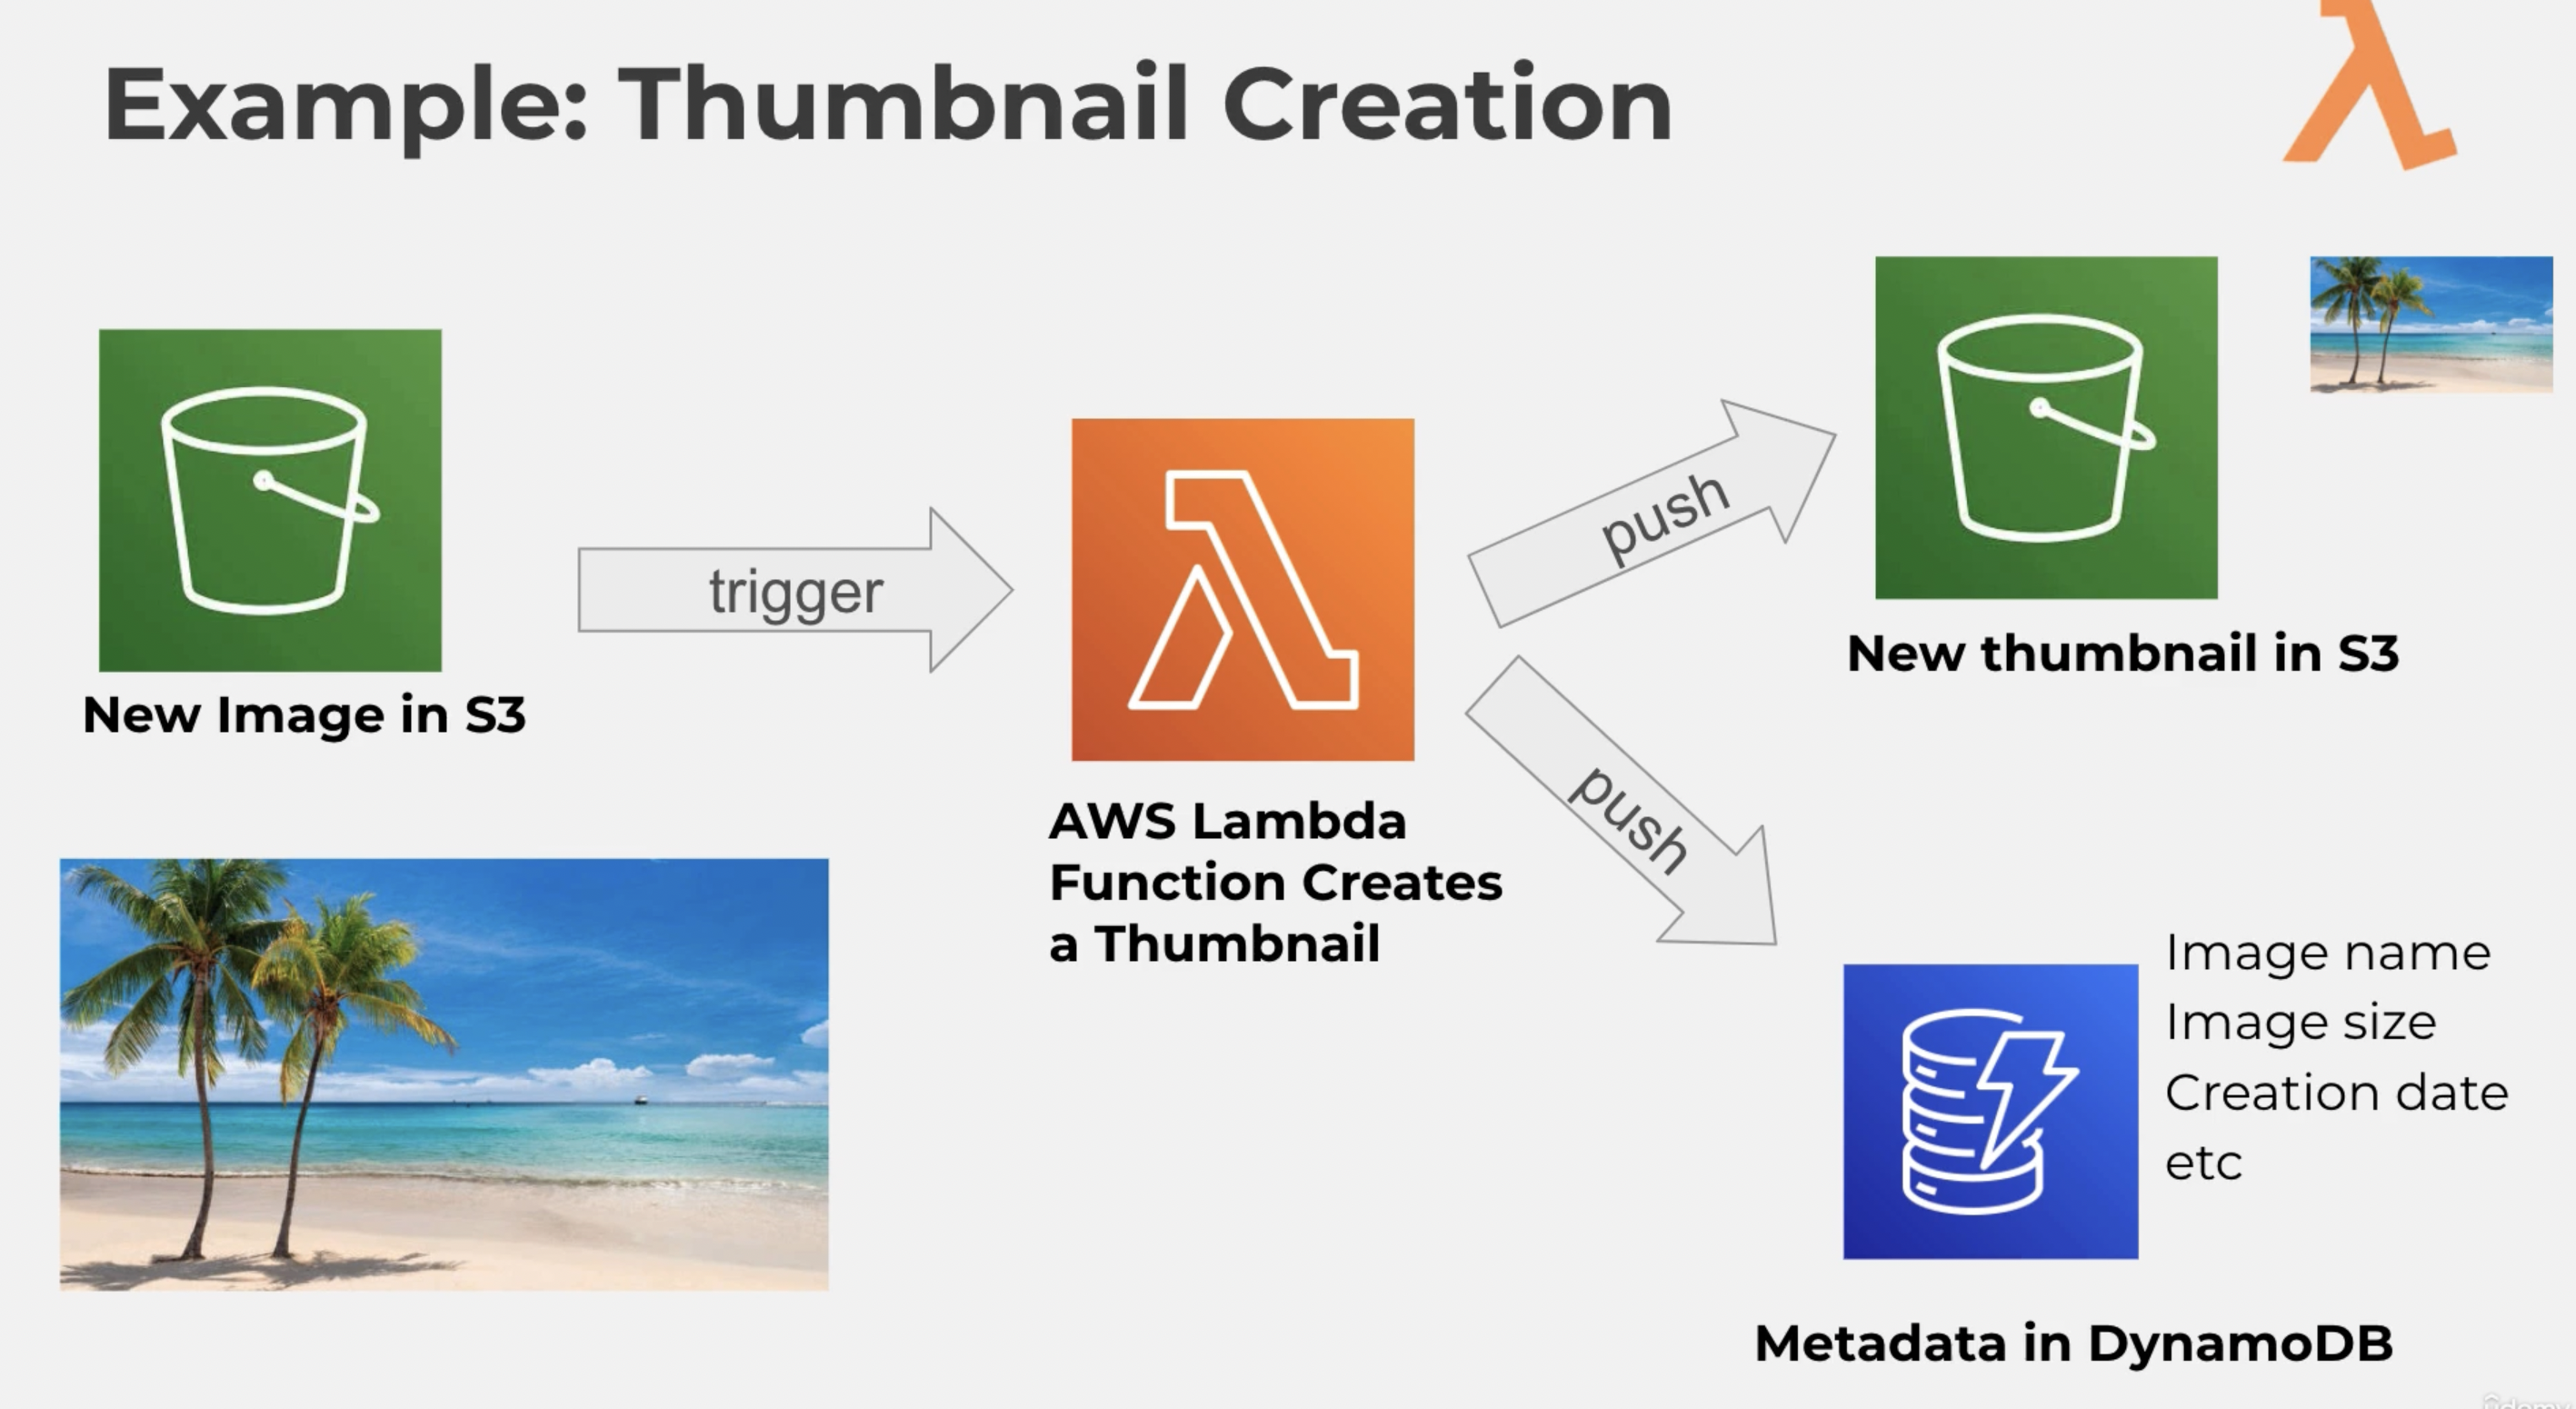 Example: Thumbnail Creation
New Image in S3
trigger
AWS Lambda
Function Creates
a Thumbnail
push
New thumbnail in S3
push
Image name
Image size
Creation date
etc
Metadata in DynamoDB